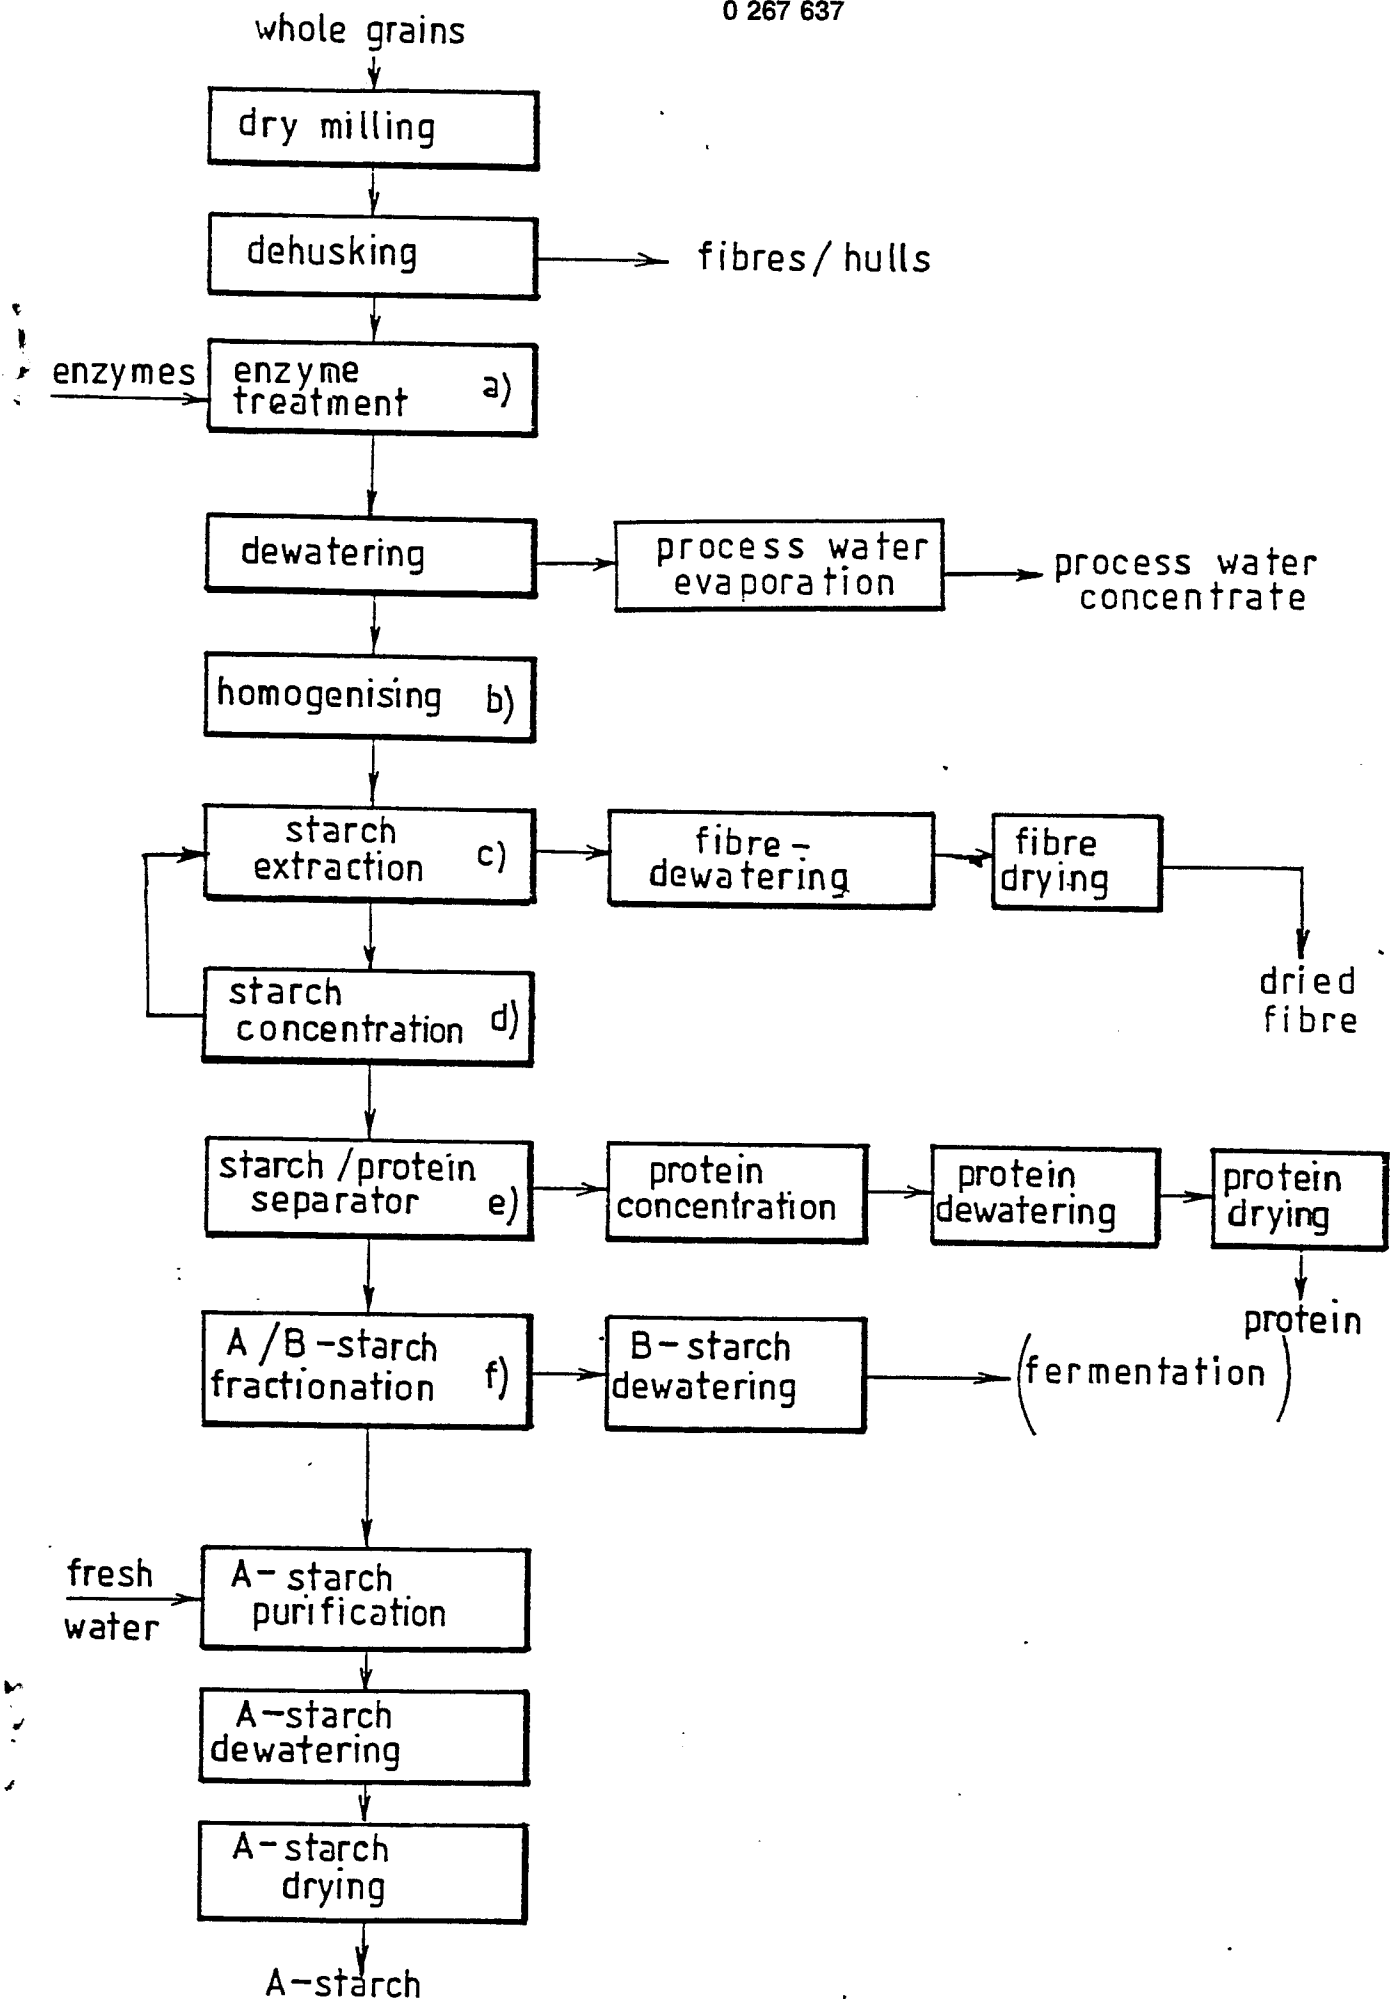 0 267 637
whole grains
dry milling
dehusking
fibres/hulls
enzymes
enzyme
treatment
a)
dewatering
process water
evaporation
process water
concentrate
homogenising b)
starch
extraction
c)
fibre-
dewatering
fibre
drying
dried
fibre
starch
concentration
d)
starch/protein
separator
e)
protein
concentration
protein
dewatering
protein
drying
protein
A/B-starch
fractionation
f)
B-starch
dewatering
(fermentation)
fresh
water
A-starch
purification
A-starch
dewatering
A-starch
drying
A-starch